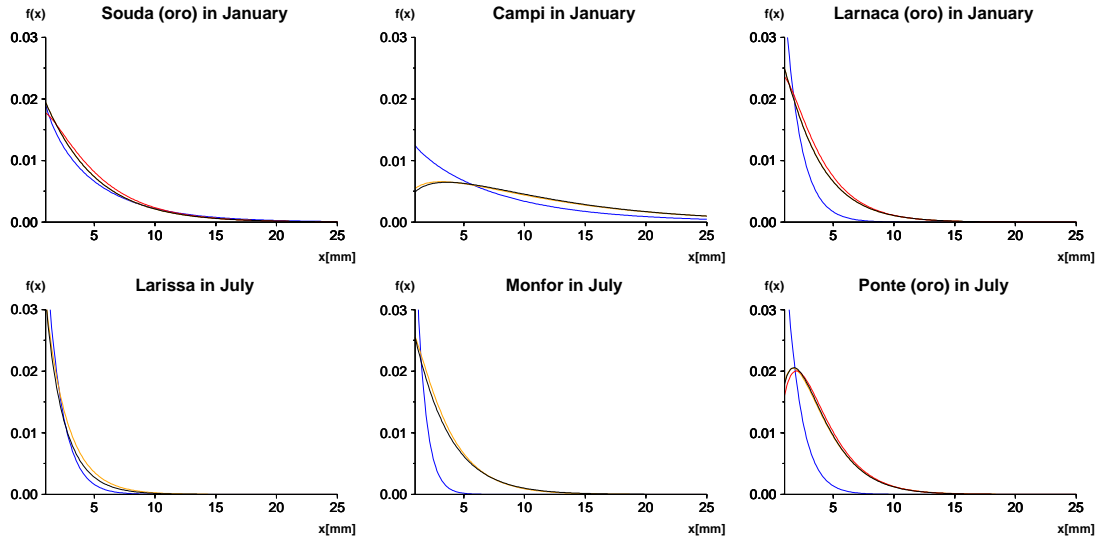 f(x) Souda (oro) in January
0.03
0.02
0.01
0.00
5 10 15 20 25
x[mm]
f(x) Campi in January
0.03
0.02
0.01
0.00
5 10 15 20 25
x[mm]
f(x) Larnaca (oro) in January
0.03
0.02
0.01
0.00
5 10 15 20 25
x[mm]
f(x) Larissa in July
0.03
0.02
0.01
0.00
5 10 15 20 25
x[mm]
f(x) Monfor in July
0.03
0.02
0.01
0.00
5 10 15 20 25
x[mm]
f(x) Ponte (oro) in July
0.03
0.02
0.01
0.00
5 10 15 20 25
x[mm]